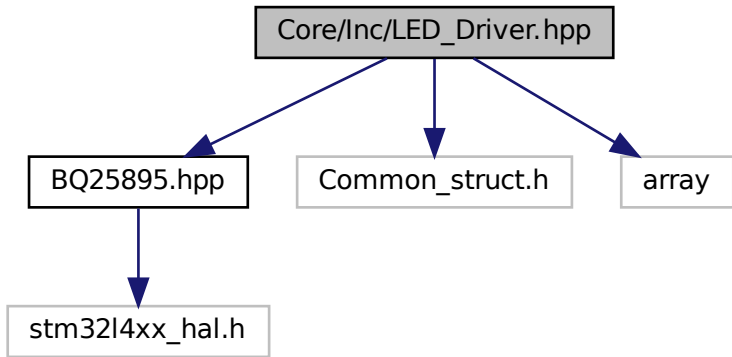 Core/Inc/LED_Driver.hpp
BQ25895.hpp
Common_struct.h
array
stm32l4xx_hal.h